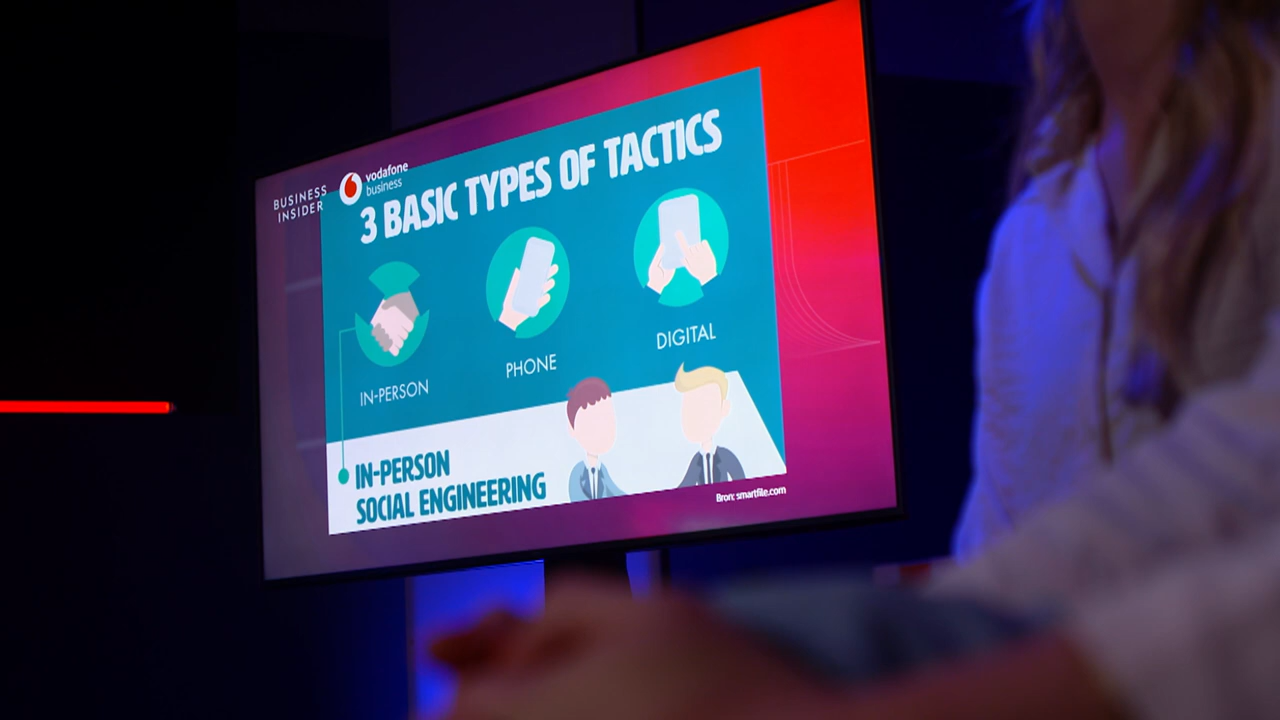 BUSINESS
INSIDER
vodafone
business
3 BASIC TYPES OF TACTICS
IN-PERSON
PHONE
DIGITAL
IN-PERSON
SOCIAL ENGINEERING
Bron: smartfile.com